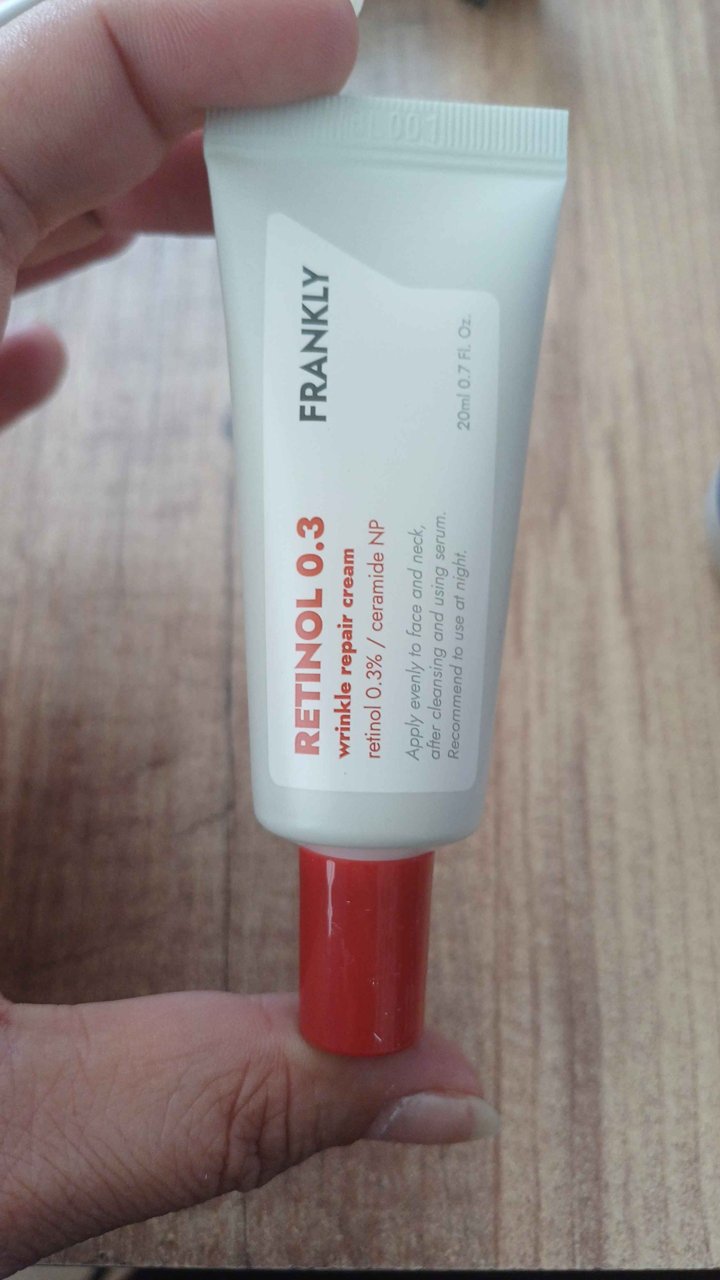 001
FRANKLY
RETINOL 0.3
wrinkle repair cream
retinol 0.3% / ceramide NP
Apply evenly to face and neck,
after cleansing and using serum.
Recommend to use at night.
20ml 0.7 Fl. Oz.